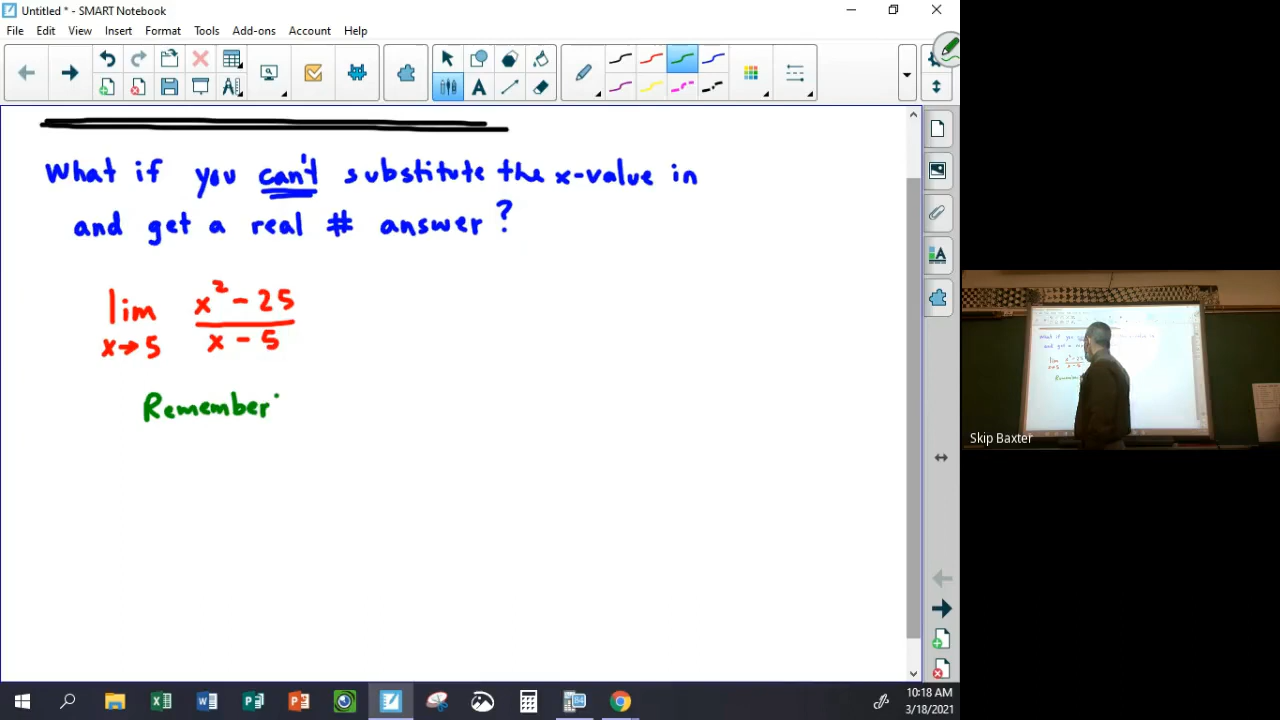 Untitled * - SMART Notebook
File Edit View Insert Format Tools Add-ons Account Help
What if you can't substitute the x-value in
and get a real # answer?
lim x²-25
x→5 x-5
Remember
Skip Baxter
10:18 AM
3/18/2021